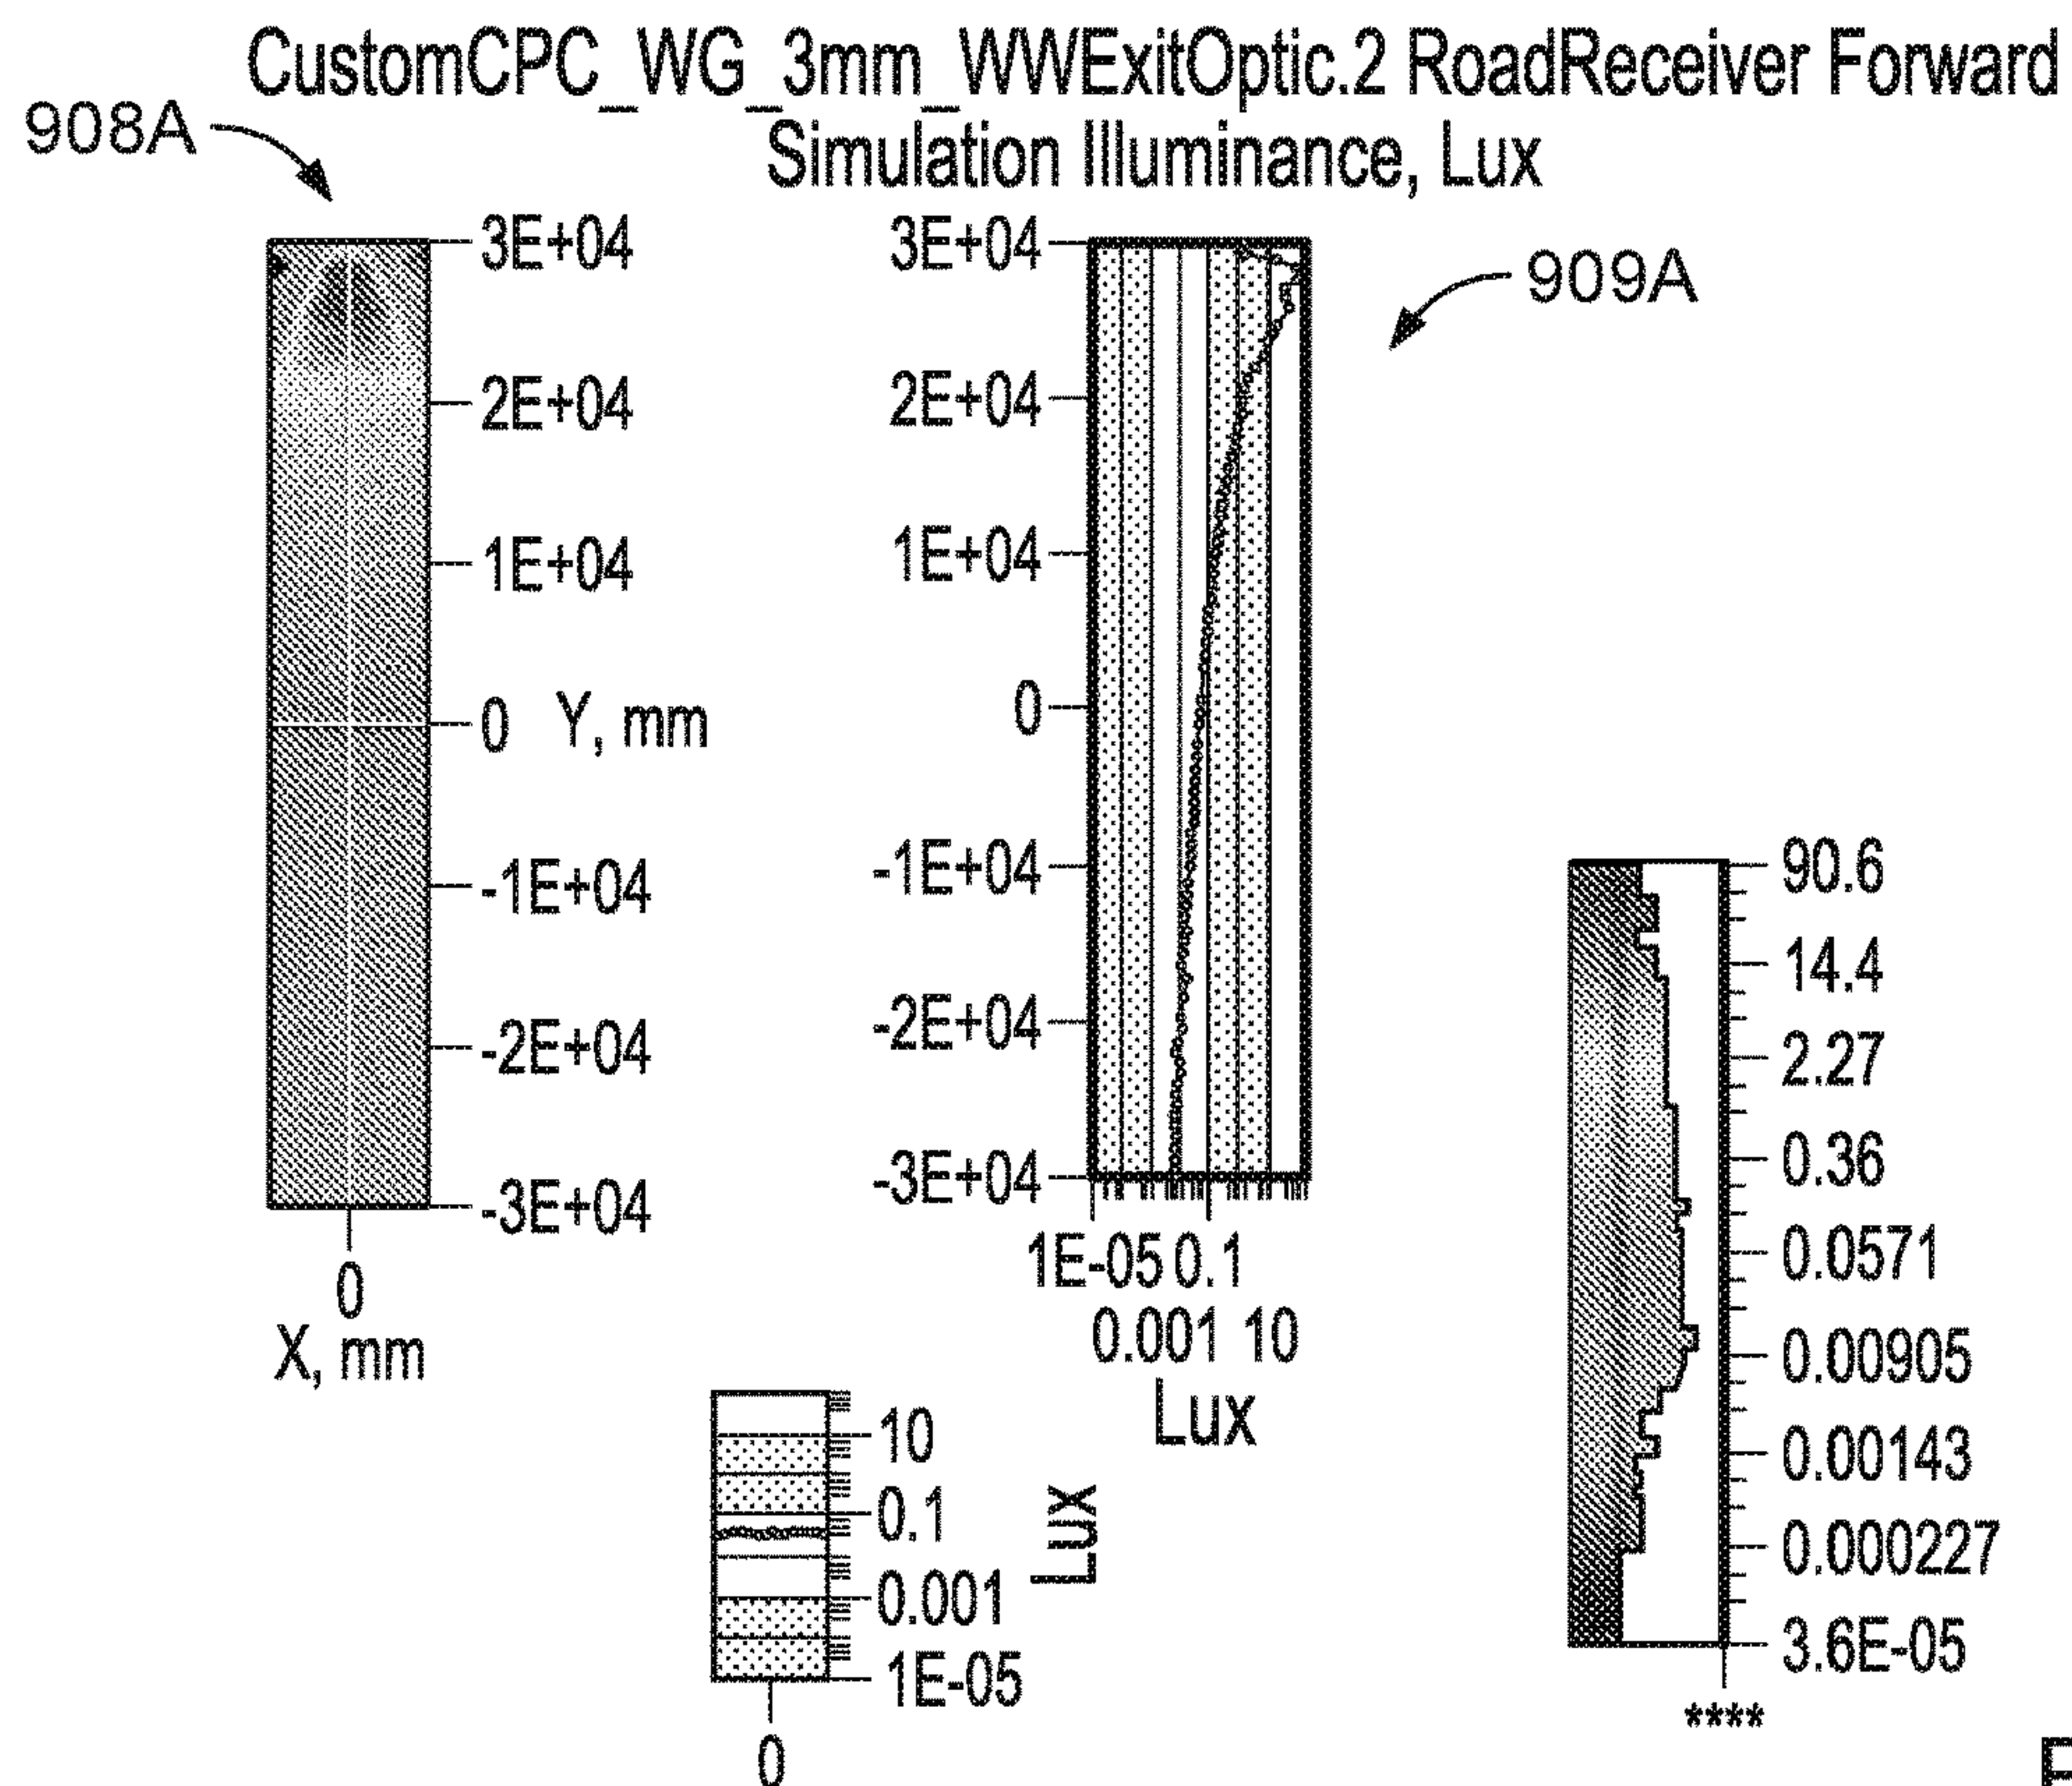 CustomCPC_WG_3mm_WWExitOptic.2 RoadReceiver Forward
Simulation Illuminance, Lux
908A
3E+04
2E+04
1E+04
0 Y, mm
-1E+04
-2E+04
-3E+04
0
X, mm
909A
3E+04
2E+04
1E+04
0
-1E+04
-2E+04
-3E+04
1E-05 0.1
0.001 10
Lux
10
0.1
0.001
1E-05
Lux
0
90.6
14.4
2.27
0.36
0.0571
0.00905
0.00143
0.000227
3.6E-05
****